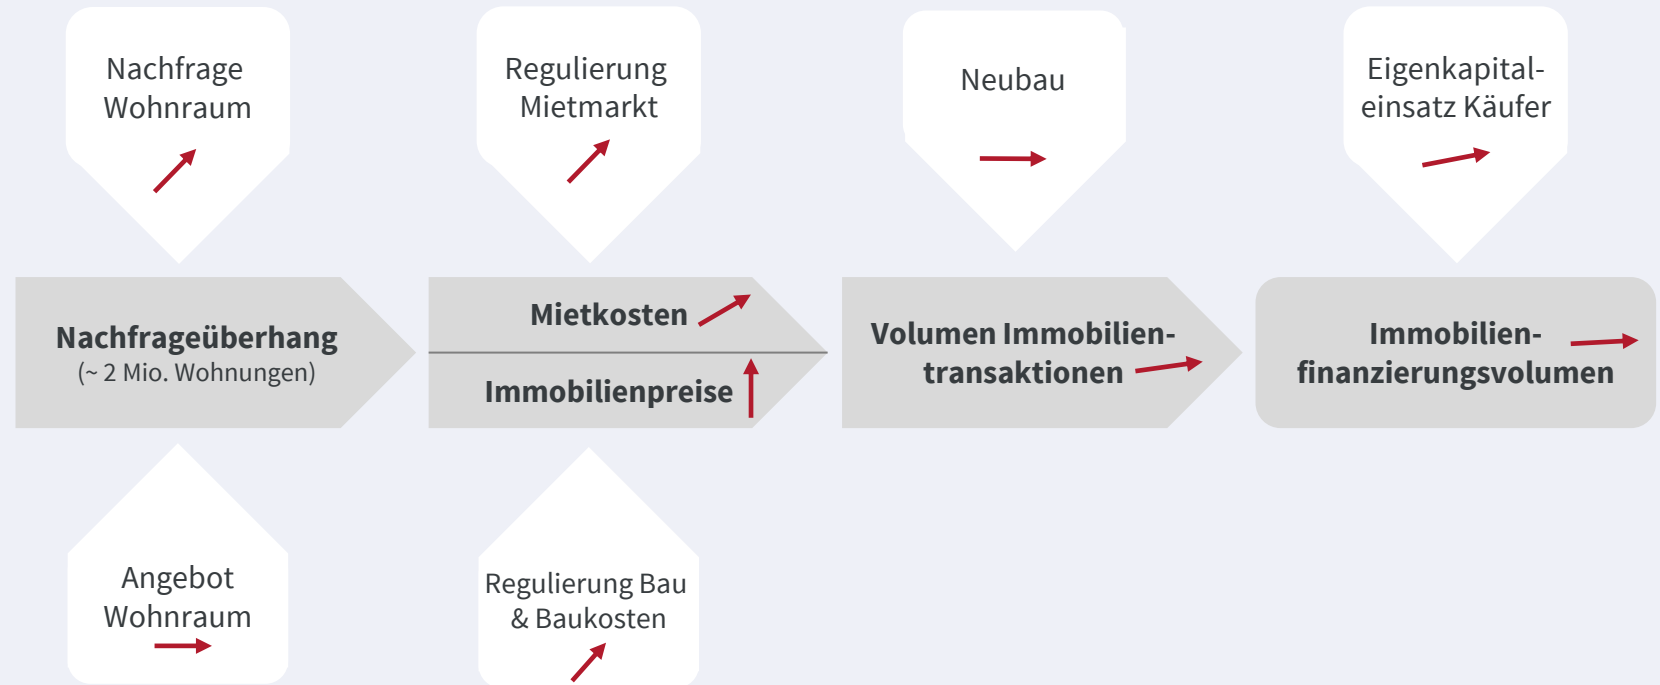 Nachfrage
Wohnraum
Regulierung
Mietmarkt
Neubau
Eigenkapital-
einsatz Käufer
Nachfrageüberhang
(~ 2 Mio. Wohnungen)
Mietkosten
Immobilienpreise
Volumen Immobilien-
transaktionen
Immobilien-
finanzierungsvolumen
Angebot
Wohnraum
Regulierung Bau
& Baukosten